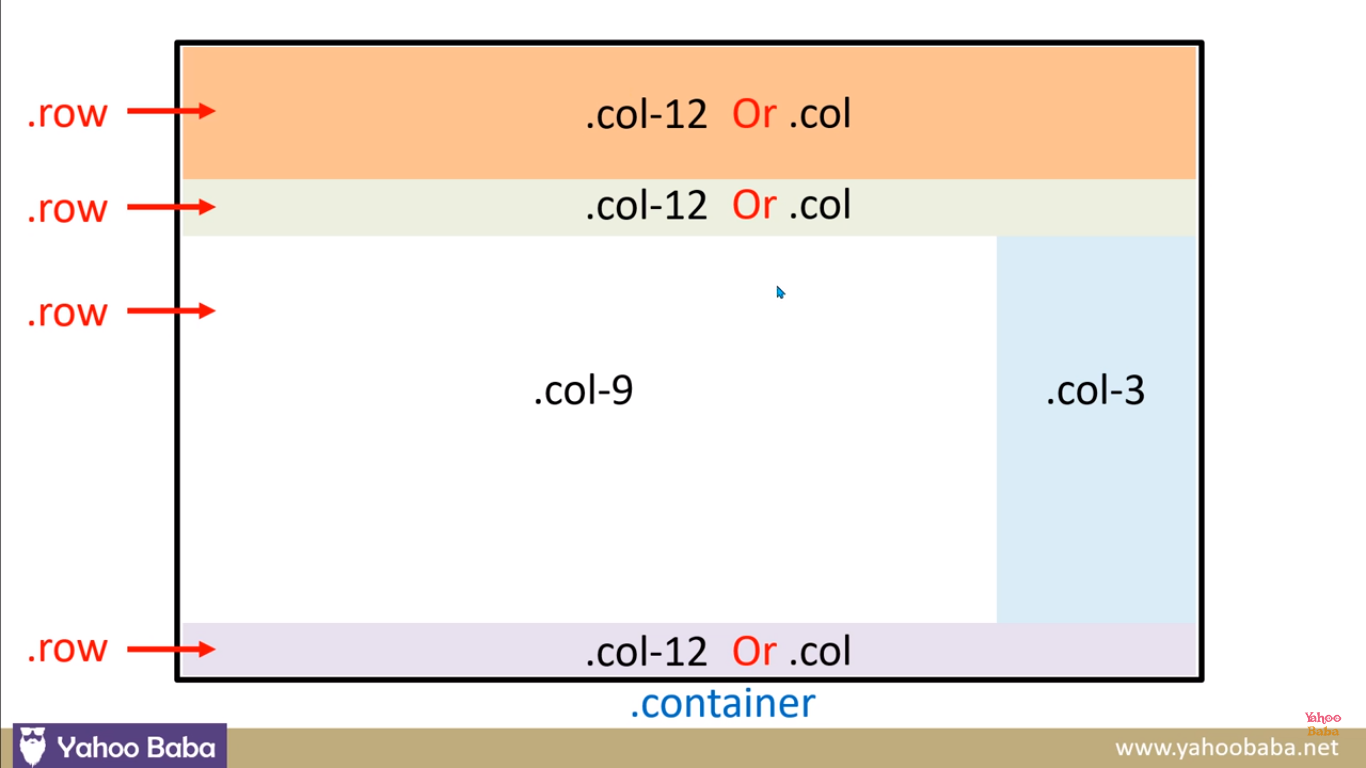 .row
.col-12 Or .col
.row
.col-12 Or .col
.row
.col-9
.col-3
.row
.col-12 Or .col
.container
Yahoo Baba
Yahoo
Baba
www.yahoobaba.net